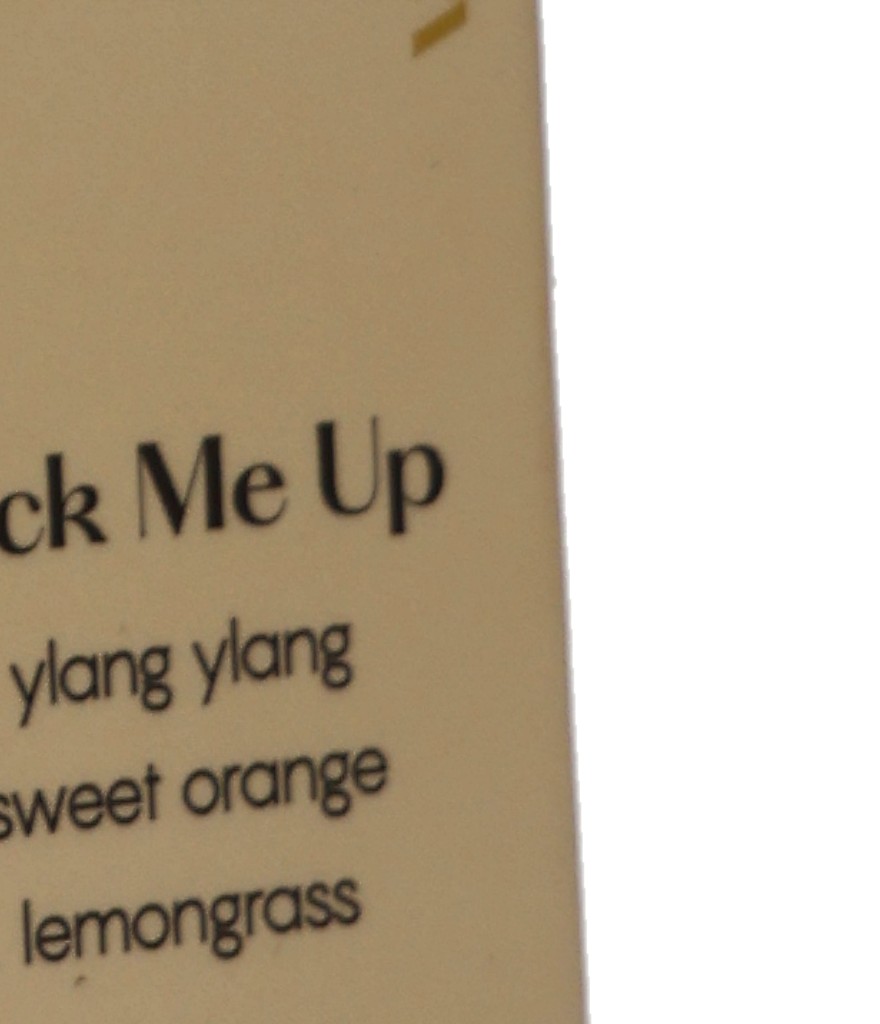 ck Me Up
ylang ylang
sweet orange
lemongrass